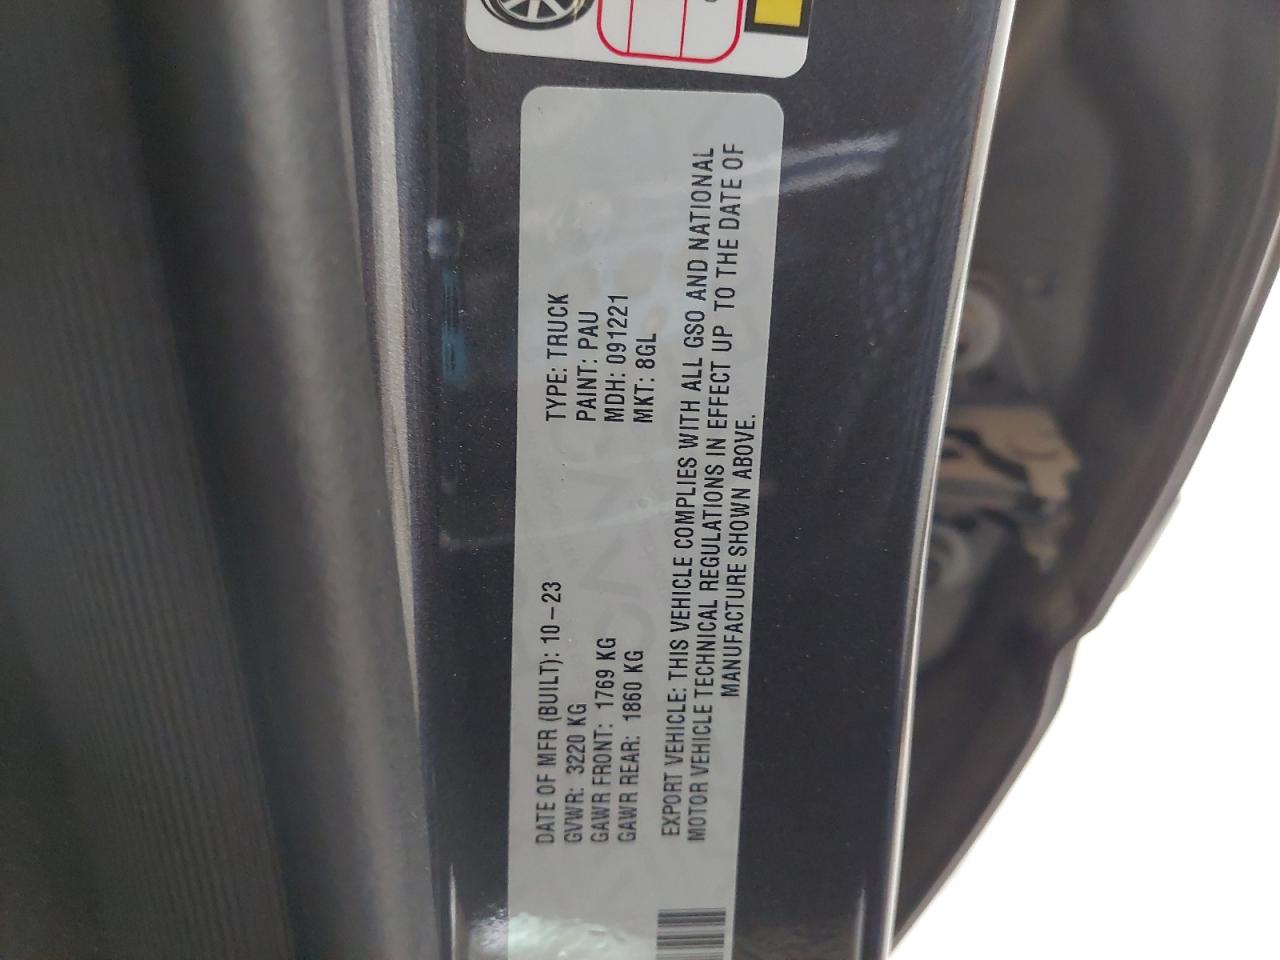 DATE OF MFR (BUILT): 10-23
GVWR: 3220 KG
GAWR FRONT: 1769 KG
GAWR REAR: 1860 KG
TYPE: TRUCK
PAINT: PAU
MDH: 091221
MKT: 8GL
EXPORT VEHICLE: THIS VEHICLE COMPLIES WITH ALL GSO AND NATIONAL
MOTOR VEHICLE TECHNICAL REGULATIONS IN EFFECT UP TO THE DATE OF
MANUFACTURE SHOWN ABOVE.